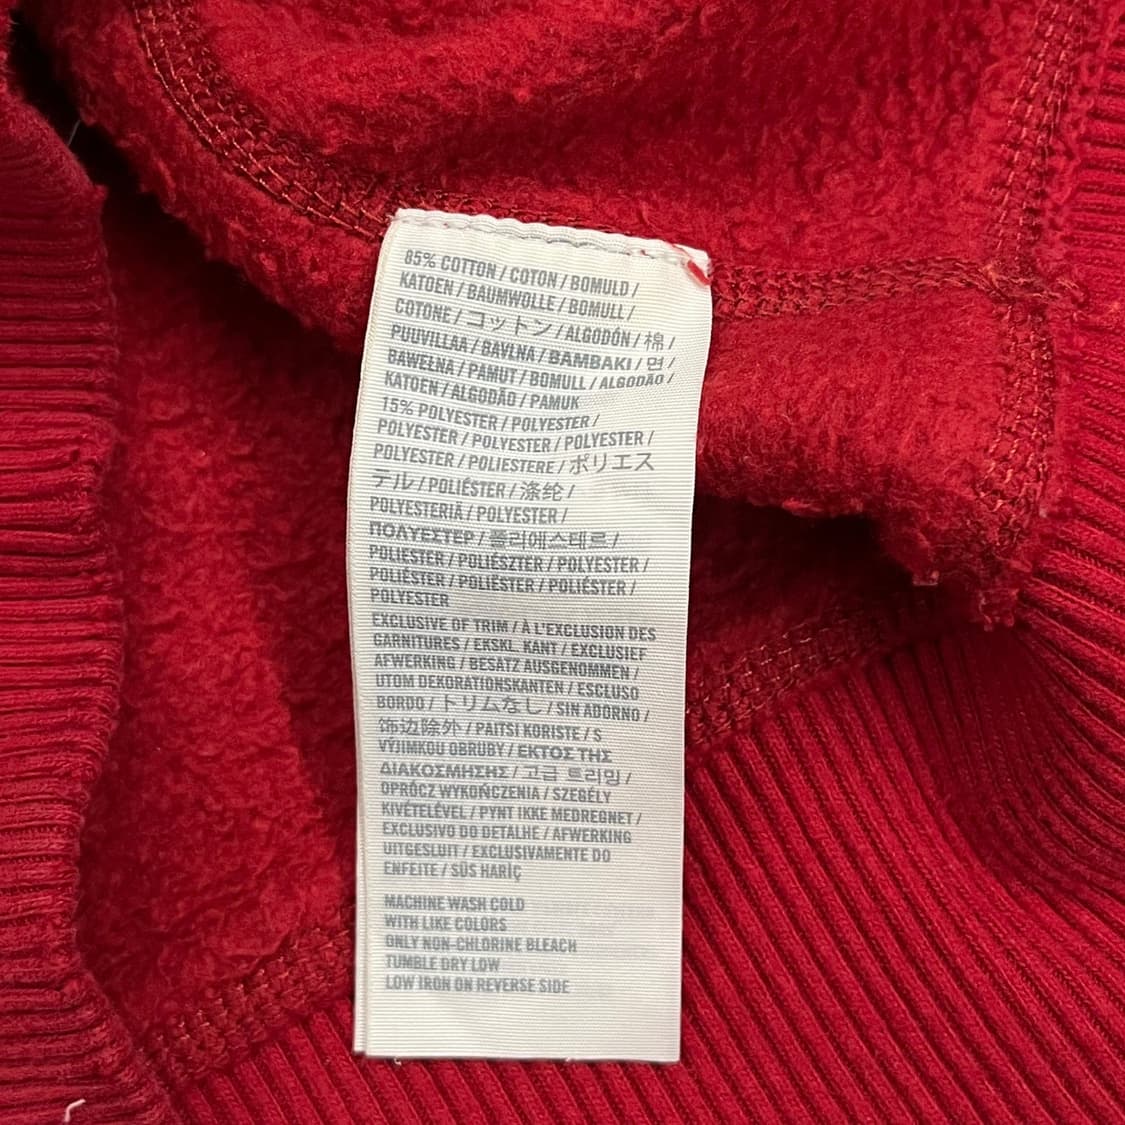 85% COTTON / COTON / BOMULD /
KATOEN / BAUMWOLLE / BOMULL /
COTONE / コットン / ALGODÓN / 棉 /
PUUVILLAA / BAVLNA / ΒΑΜΒΑΚΙ / 면 /
BAWEŁNA / PAMUT / BOMULL / ALGODÃO /
KATOEN / ALGODÃO / PAMUK
15% POLYESTER / POLYESTER /
POLYESTER / POLYESTER / POLYESTER /
POLYESTER / POLIESTERE / ポリエス
テル / POLIÉSTER / 涤纶 /
POLYESTERIÄ / POLYESTER /
ΠΟΛΥΕΣΤΕΡ / 폴리에스테르 /
POLIESTER / POLIÉSZTER / POLYESTER /
POLIÉSTER / POLIËSTER / POLIÉSTER /
POLYESTER
EXCLUSIVE OF TRIM / À L'EXCLUSION DES
GARNITURES / EKSKL. KANT / EXCLUSIEF
AFWERKING / BESATZ AUSGENOMMEN /
UTOM DEKORATIONSKANTEN / ESCLUSO
BORDO / トリムなし / SIN ADORNO /
饰边除外 / PAITSI KORISTE / S
VÝJIMKOU OBRUBY / ΕΚΤΟΣ ΤΗΣ
ΔΙΑΚΟΣΜΗΣΗΣ / 고급 트리밍 /
OPRÓCZ WYKOŃCZENIA / SZEGÉLY
KIVÉTELÉVEL / PYNT IKKE MEDREGNET /
EXCLUSIVO DO DETALHE / AFWERKING
UITGESLUIT / EXCLUSIVAMENTE DO
ENFEITE / SÜS HARİÇ
MACHINE WASH COLD
WITH LIKE COLORS
ONLY NON-CHLORINE BLEACH
TUMBLE DRY LOW
LOW IRON ON REVERSE SIDE